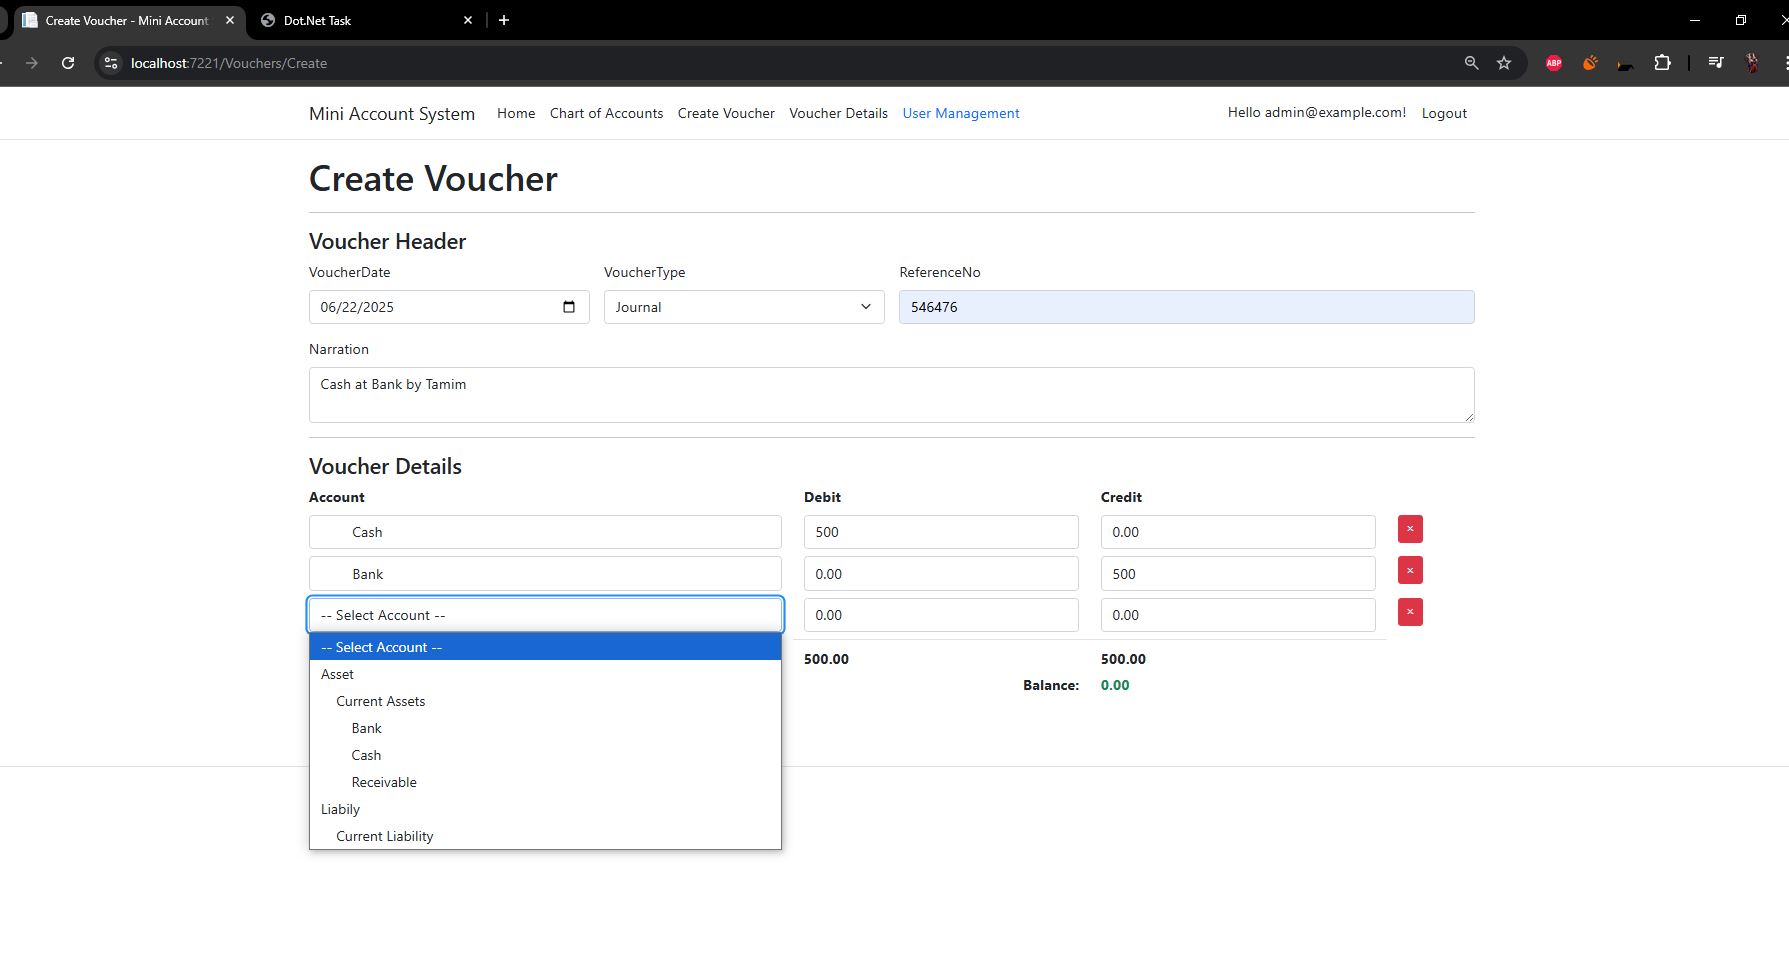 Create Voucher - Mini Account
Dot.Net Task
localhost:7221/Vouchers/Create
ABP
Mini Account System Home Chart of Accounts Create Voucher Voucher Details User Management Hello admin@example.com! Logout
Create Voucher
Voucher Header
VoucherDate VoucherType ReferenceNo
06/22/2025 Journal 546476
Narration
Cash at Bank by Tamim
Voucher Details
Account Debit Credit
Cash 500 0.00
Bank 0.00 500
-- Select Account -- 0.00 0.00
-- Select Account --
500.00 500.00
Asset
Balance: 0.00
Current Assets
Bank
Cash
Receivable
Liabily
Current Liability